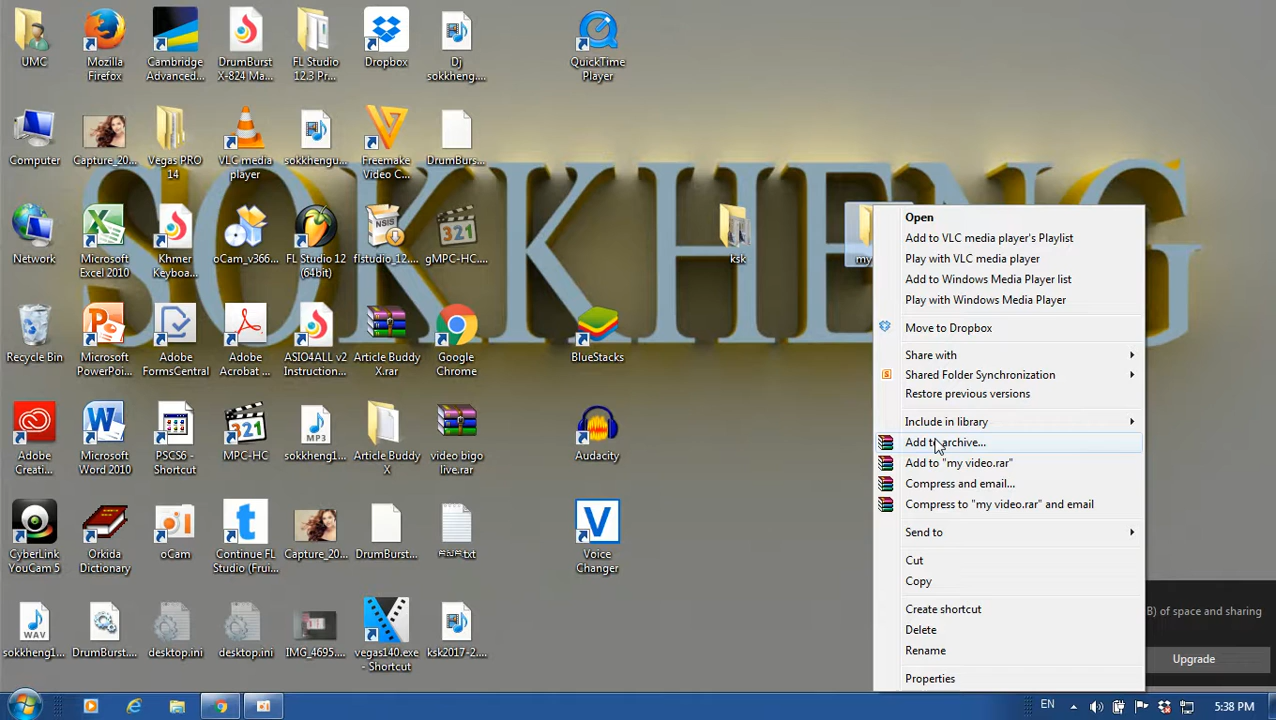 UMC
Mozilla
Firefox
Cambridge
Advanced...
DrumBurst
X-824 Ma...
FL Studio
12.3 Pr...
Dropbox
Dj
sokkheng....
QuickTime
Player
Computer
Capture_20...
Vegas PRO
14
VLC media
player
sokkhengu...
Freemake
Video C...
DrumBurs...
SOKKHENG
Network
Microsoft
Excel 2010
Khmer
Keyboa...
oCam_v366...
FL Studio 12
(64bit)
flstudio_12....
gMPC-HC....
ksk
my
Recycle Bin
Microsoft
PowerPoi...
Adobe
FormsCentral
Adobe
Acrobat ...
ASIO4ALL v2
Instruction...
Article Buddy
X.rar
Google
Chrome
BlueStacks
Adobe
Creati...
Microsoft
Word 2010
PSCS6 -
Shortcut
MPC-HC
MP3
sokkheng1...
Article Buddy
X
video bigo
live.rar
Audacity
CyberLink
YouCam 5
Orkida
Dictionary
oCam
Continue FL
Studio (Frui...
Capture_20...
DrumBurst...
Voice
Changer
WAV
sokkheng1...
DrumBurst....
desktop.ini
desktop.ini
IMG_4695....
vegas140.exe
- Shortcut
ksk2017-2....
Open
Add to VLC media player's Playlist
Play with VLC media player
Add to Windows Media Player list
Play with Windows Media Player
Move to Dropbox
Share with
Shared Folder Synchronization
Restore previous versions
Include in library
Add to archive...
Add to "my video.rar"
Compress and email...
Compress to "my video.rar" and email
Send to
Cut
Copy
Create shortcut
Delete
Rename
Properties
B) of space and sharing
Upgrade
EN
5:38 PM